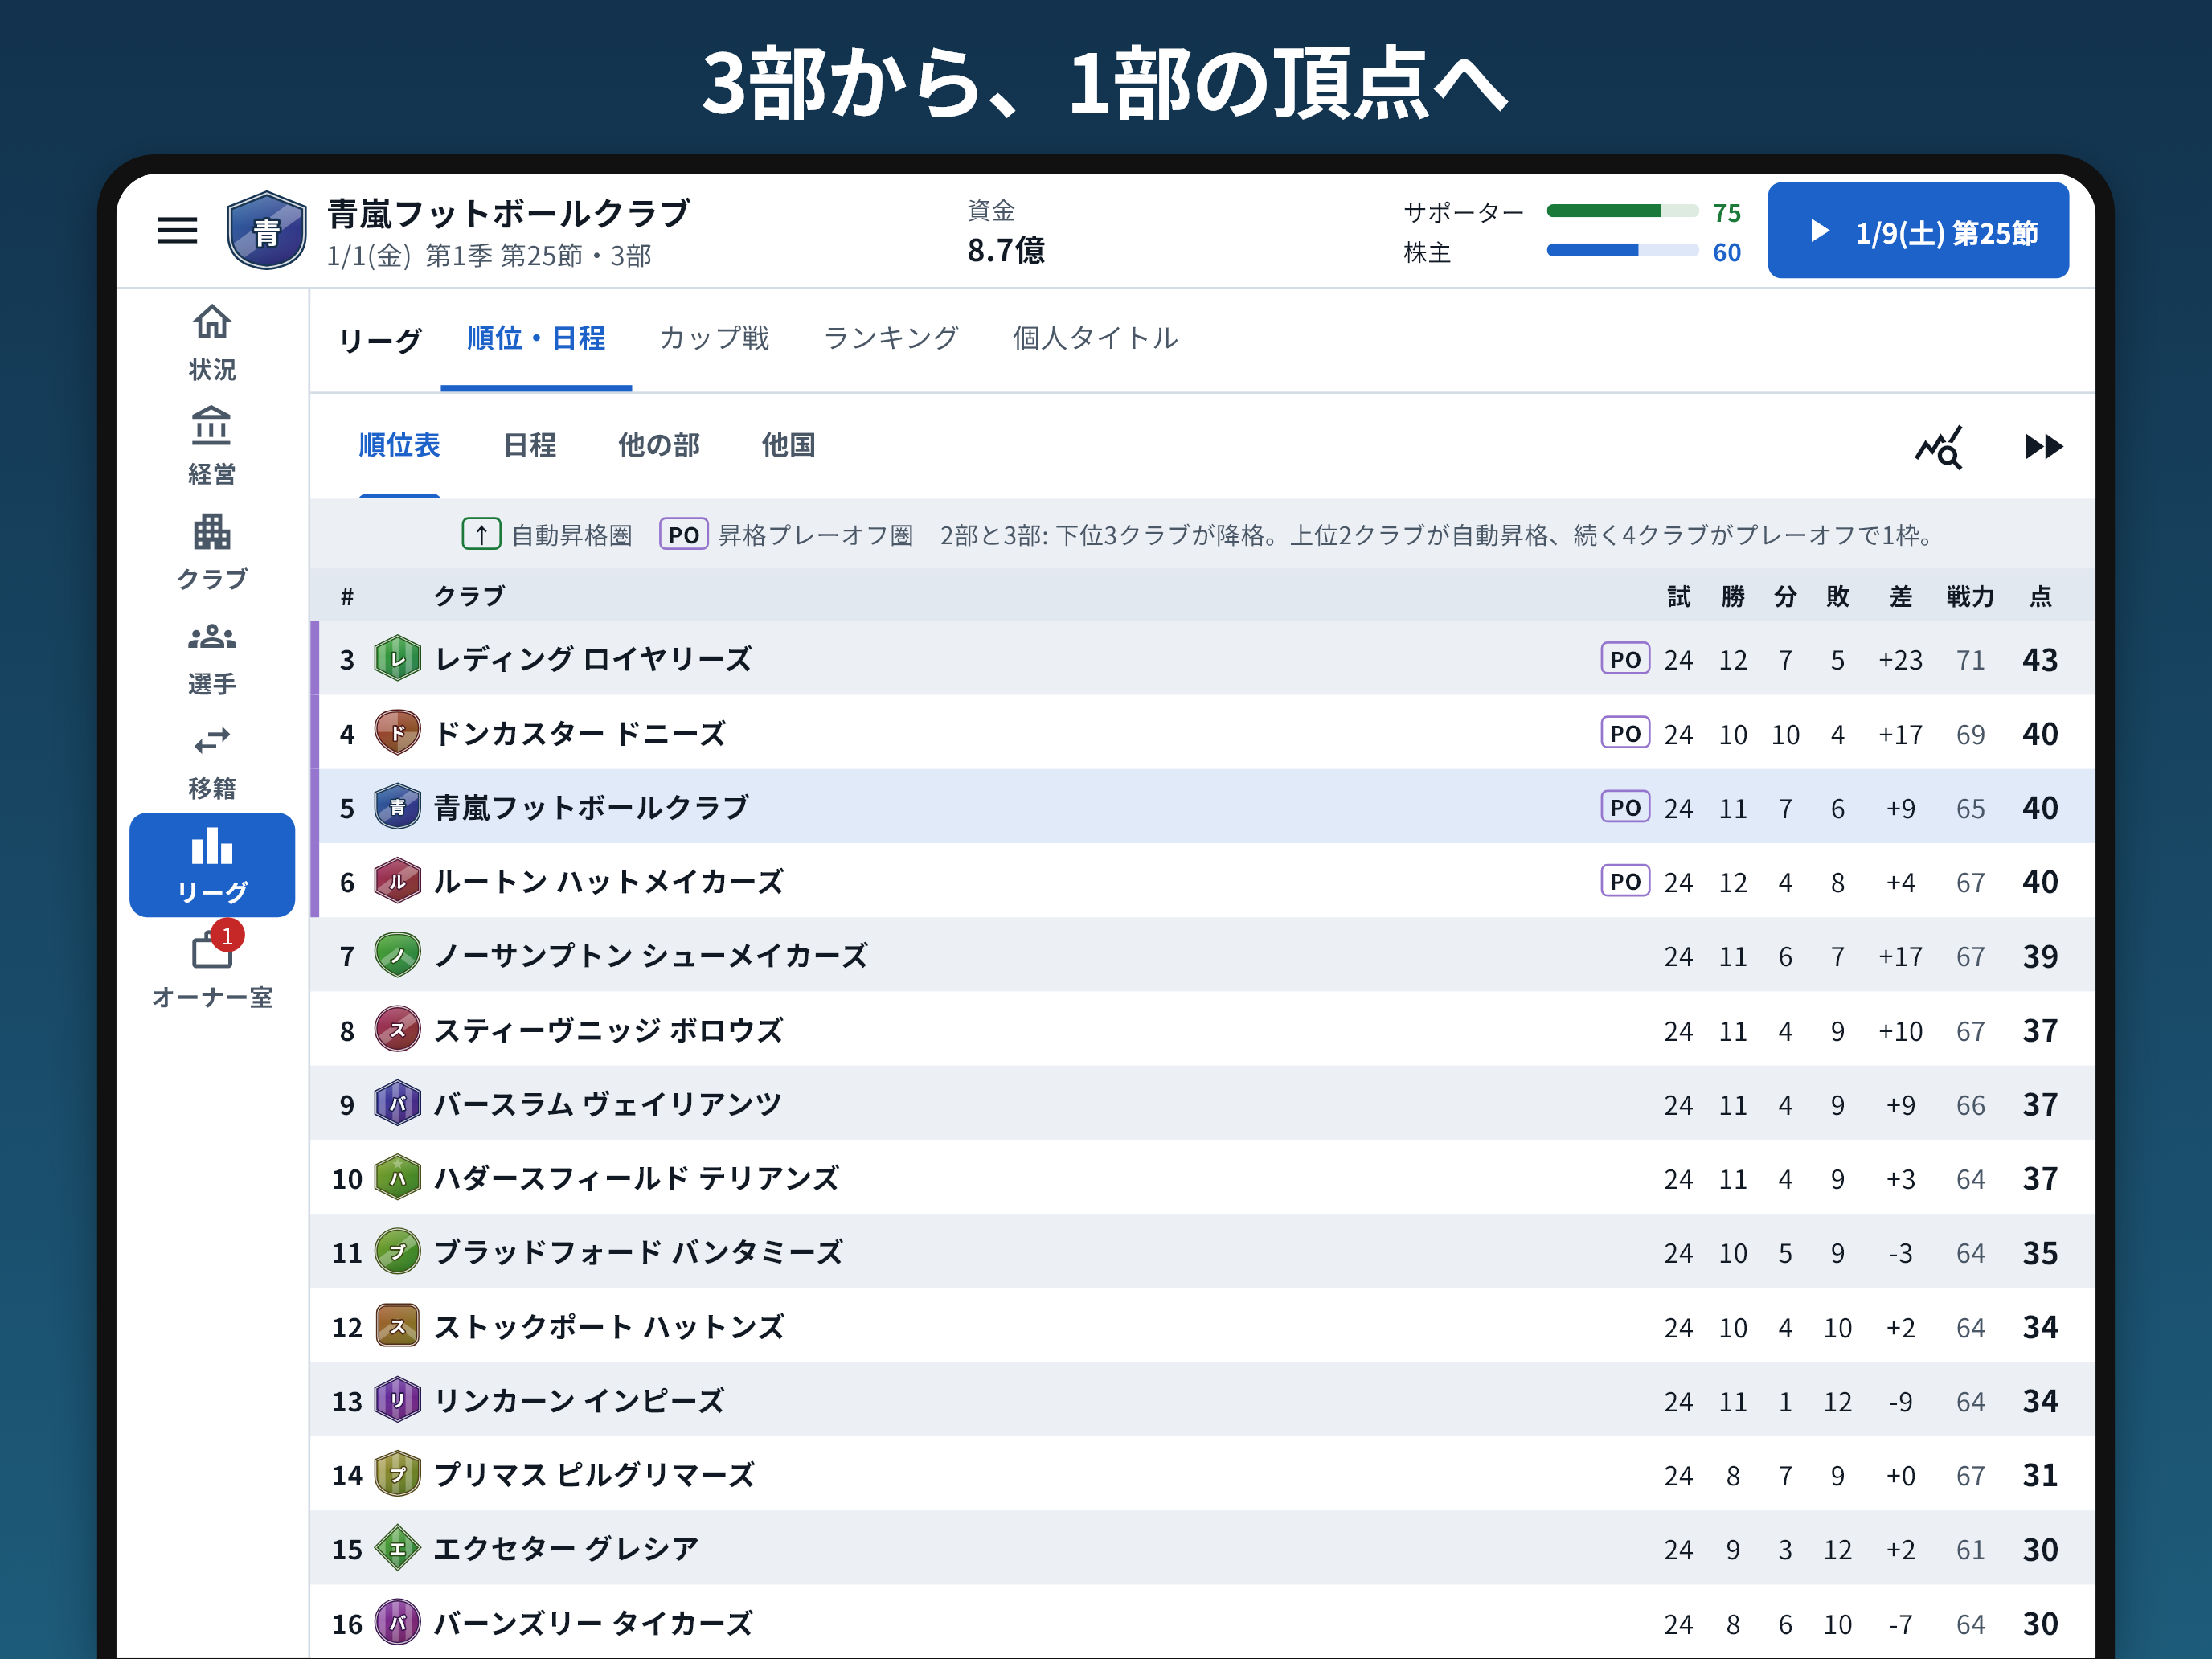 3部から、1部の頂点へ
青
青嵐フットボールクラブ
1/1(金) 第1季 第25節・3部
資金
8.7億
サポーター 75
株主 60
1/9(土) 第25節
状況
経営
クラブ
選手
移籍
リーグ
1
オーナー室
リーグ 順位・日程 カップ戦 ランキング 個人タイトル
順位表 日程 他の部 他国
↑ 自動昇格圏 PO 昇格プレーオフ圏 2部と3部: 下位3クラブが降格。上位2クラブが自動昇格、続く4クラブがプレーオフで1枠。
# クラブ 試 勝 分 敗 差 戦力 点
3 レ レディング ロイヤリーズ PO 24 12 7 5 +23 71 43
4 ド ドンカスター ドニーズ PO 24 10 10 4 +17 69 40
5 青 青嵐フットボールクラブ PO 24 11 7 6 +9 65 40
6 ル ルートン ハットメイカーズ PO 24 12 4 8 +4 67 40
7 ノ ノーサンプトン シューメイカーズ 24 11 6 7 +17 67 39
8 ス スティーヴニッジ ボロウズ 24 11 4 9 +10 67 37
9 バ バースラム ヴェイリアンツ 24 11 4 9 +9 66 37
10 ハ ハダースフィールド テリアンズ 24 11 4 9 +3 64 37
11 ブ ブラッドフォード バンタミーズ 24 10 5 9 -3 64 35
12 ス ストックポート ハットンズ 24 10 4 10 +2 64 34
13 リ リンカーン インピーズ 24 11 1 12 -9 64 34
14 プ プリマス ピルグリマーズ 24 8 7 9 +0 67 31
15 エ エクセター グレシア 24 9 3 12 +2 61 30
16 バ バーンズリー タイカーズ 24 8 6 10 -7 64 30